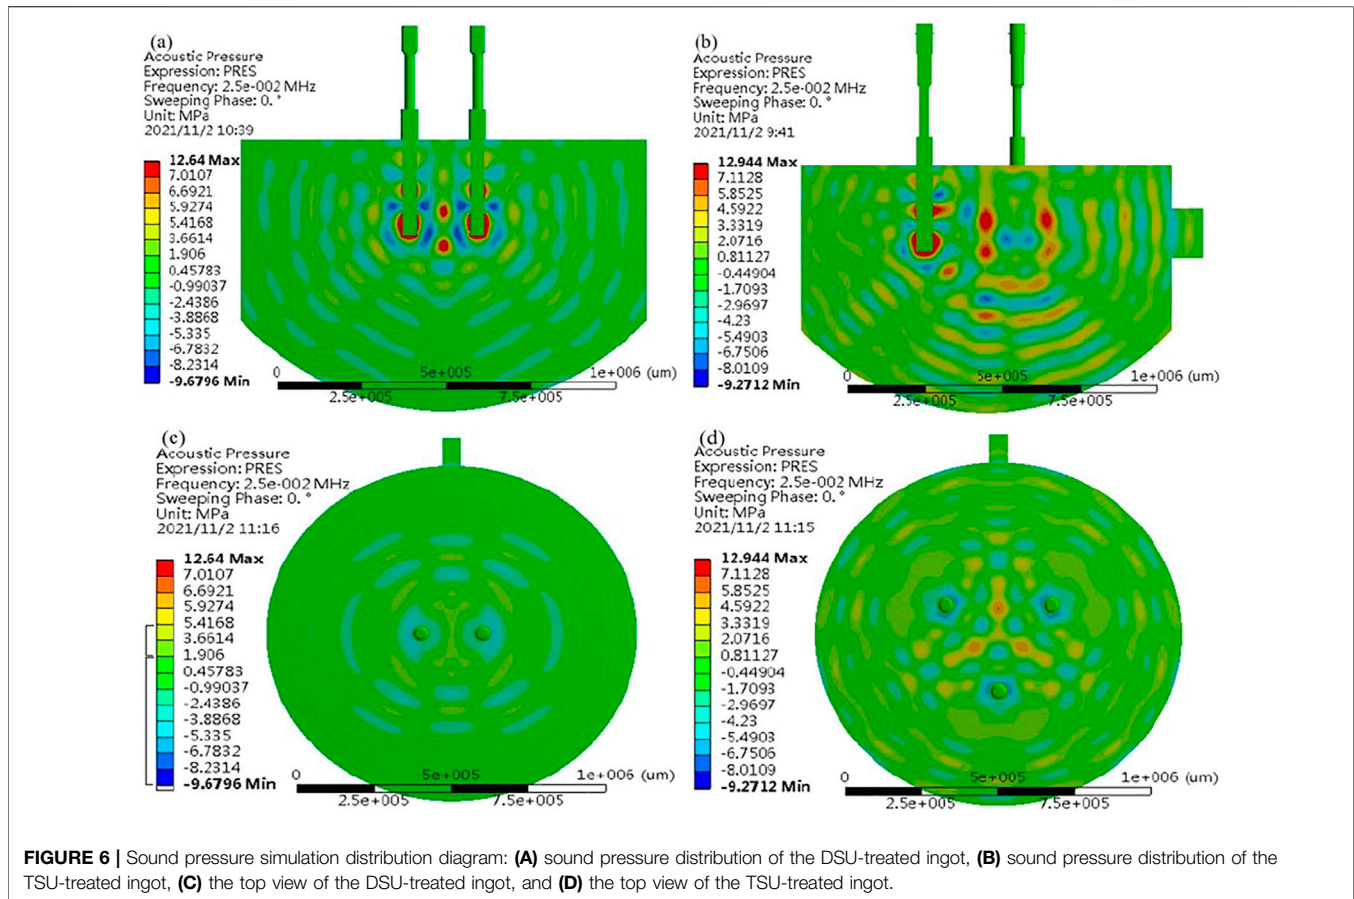 (a)
Acoustic Pressure
Expression: PRES
Frequency: 2.5e-002 MHz
Sweeping Phase: 0. °
Unit: MPa
2021/11/2 10:39
12.64 Max
7.0107
6.6921
5.9274
5.4168
3.6614
1.906
0.45783
-0.99037
-2.4386
-3.8868
-5.335
-6.7832
-8.2314
-9.6796 Min
0 5e+005 1e+006 (um)
2.5e+005 7.5e+005
(b)
Acoustic Pressure
Expression: PRES
Frequency: 2.5e-002 MHz
Sweeping Phase: 0. °
Unit: MPa
2021/11/2 9:41
12.944 Max
7.1128
5.8525
4.5922
3.3319
2.0716
0.81127
-0.44904
-1.7093
-2.9697
-4.23
-5.4903
-6.7506
-8.0109
-9.2712 Min
0 5e+005 1e+006 (um)
2.5e+005 7.5e+005
(c)
Acoustic Pressure
Expression: PRES
Frequency: 2.5e-002 MHz
Sweeping Phase: 0. °
Unit: MPa
2021/11/2 11:16
12.64 Max
7.0107
6.6921
5.9274
5.4168
3.6614
1.906
0.45783
-0.99037
-2.4386
-3.8868
-5.335
-6.7832
-8.2314
-9.6796 Min
0 5e+005 1e+006 (um)
2.5e+005 7.5e+005
(d)
Acoustic Pressure
Expression: PRES
Frequency: 2.5e-002 MHz
Sweeping Phase: 0. °
Unit: MPa
2021/11/2 11:15
12.944 Max
7.1128
5.8525
4.5922
3.3319
2.0716
0.81127
-0.44904
-1.7093
-2.9697
-4.23
-5.4903
-6.7506
-8.0109
-9.2712 Min
0 5e+005 1e+006 (um)
2.5e+005 7.5e+005
FIGURE 6 | Sound pressure simulation distribution diagram: (A) sound pressure distribution of the DSU-treated ingot, (B) sound pressure distribution of the
TSU-treated ingot, (C) the top view of the DSU-treated ingot, and (D) the top view of the TSU-treated ingot.